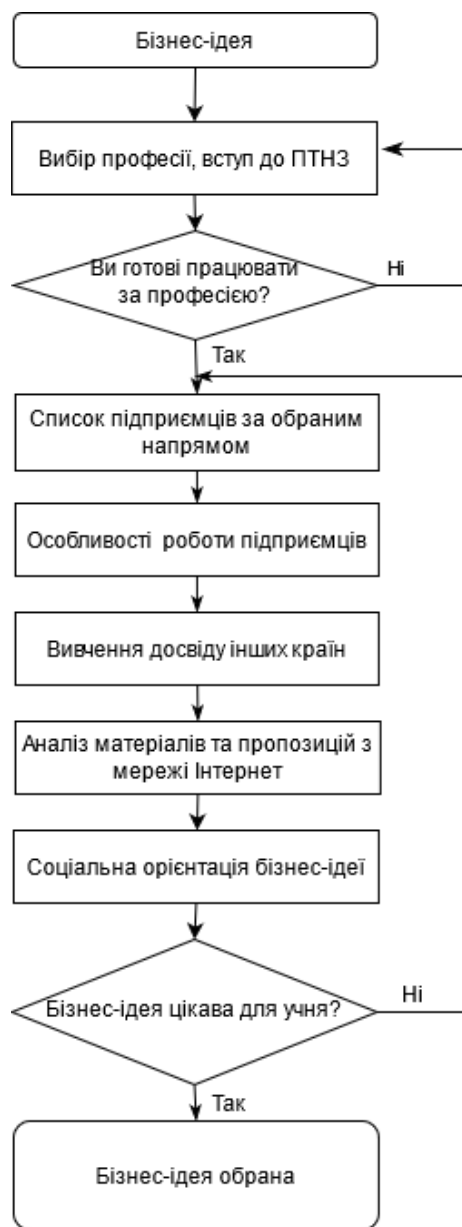 Бізнес-ідея
Вибір професії, вступ до ПТНЗ
Ви готові працювати
за професією?
Ні
Так
Список підприємців за обраним
напрямом
Особливості роботи підприємців
Вивчення досвіду інших країн
Аналіз матеріалів та пропозицій з
мережі Інтернет
Соціальна орієнтація бізнес-ідеї
Бізнес-ідея цікава для учня?
Ні
Так
Бізнес-ідея обрана